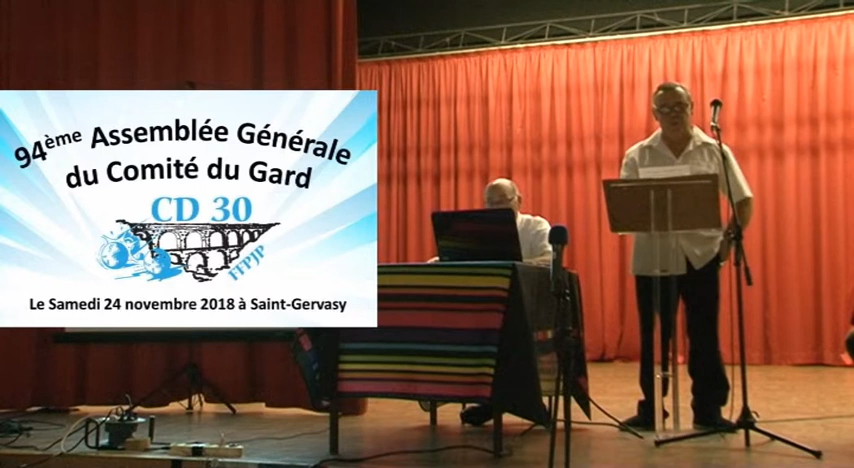 94ème Assemblée Générale
du Comité du Gard
CD 30
FFPJP
Le Samedi 24 novembre 2018 à Saint-Gervasy